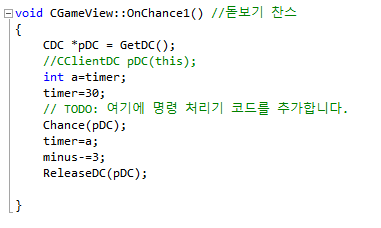 void CGameView::OnChance1() //돋보기 찬스
{
CDC *pDC = GetDC();
//CClientDC pDC(this);
int a=timer;
timer=30;
// TODO: 여기에 명령 처리기 코드를 추가합니다.
Chance(pDC);
timer=a;
minus-=3;
ReleaseDC(pDC);
}